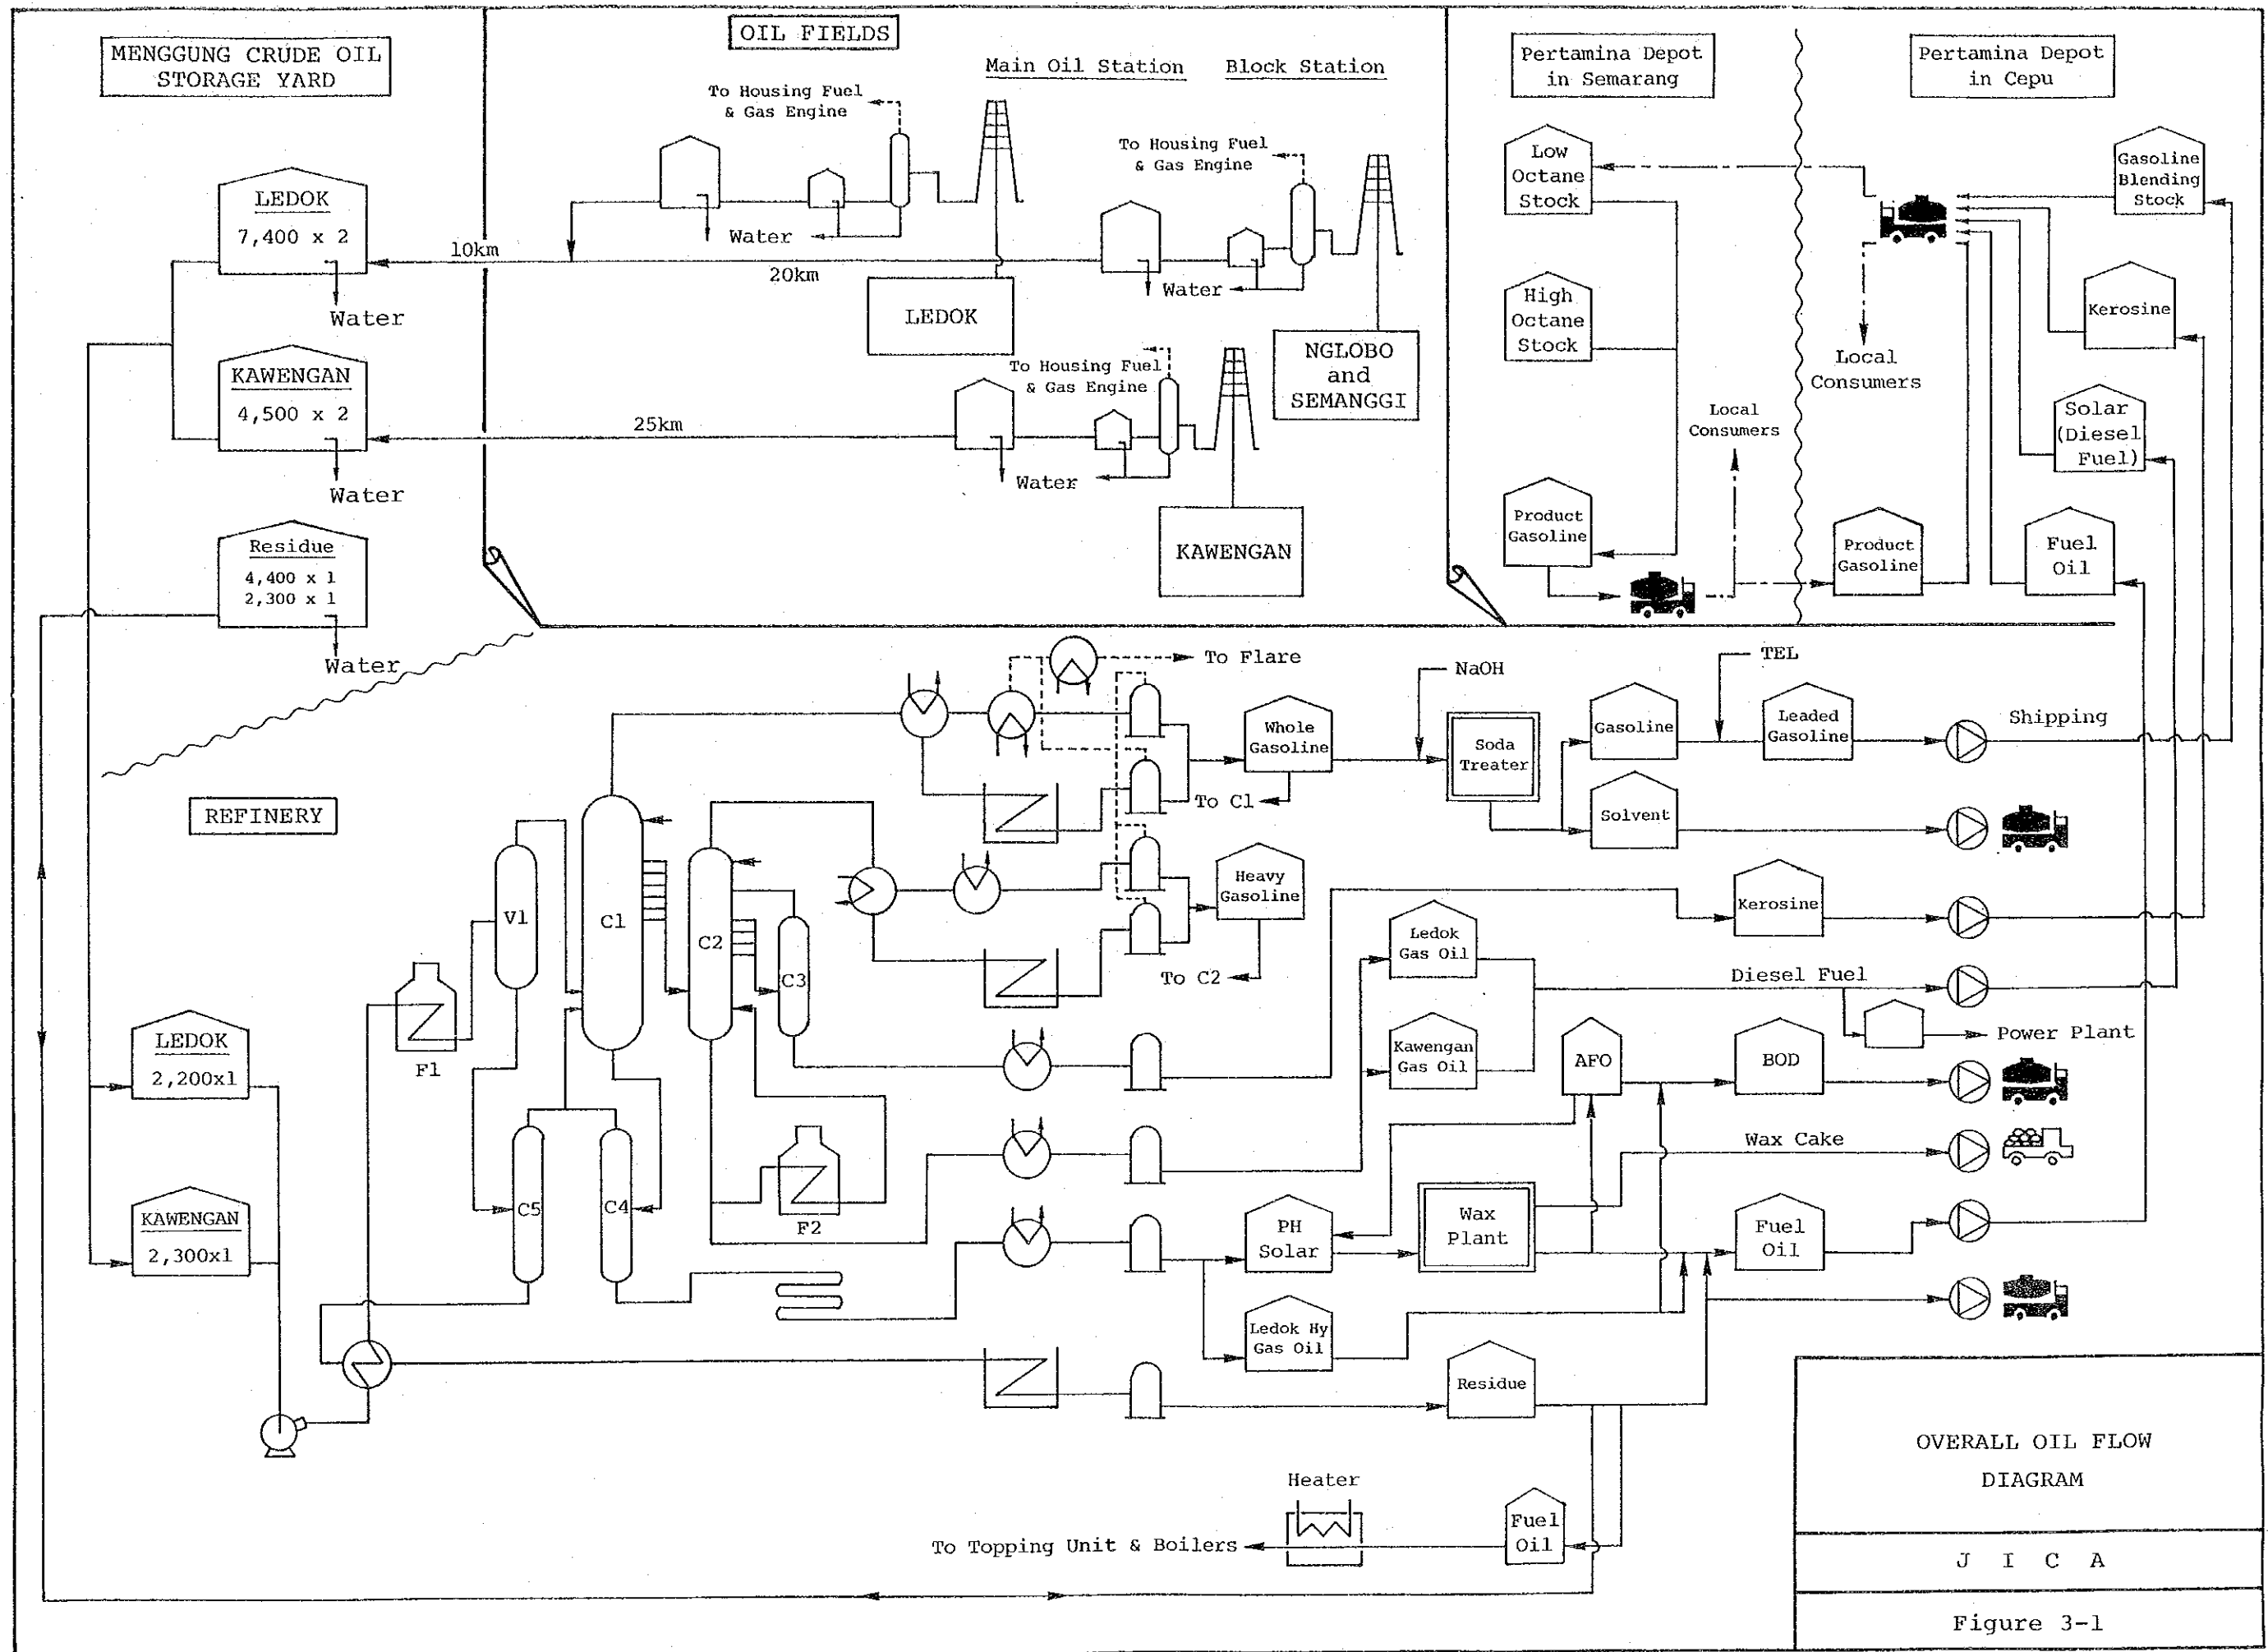 MENGGUNG CRUDE OIL
STORAGE YARD
LEDOK
7,400 x 2
Water
KAWENGAN
4,500 x 2
Water
Residue
4,400 x 1
2,300 x 1
Water
OIL FIELDS
Main Oil Station
Block Station
To Housing Fuel
& Gas Engine
Water
To Housing Fuel
& Gas Engine
Water
10km
20km
LEDOK
NGLOBO
and
SEMANGGI
To Housing Fuel
& Gas Engine
25km
Water
KAWENGAN
Pertamina Depot
in Semarang
Low
Octane
Stock
High
Octane
Stock
Product
Gasoline
Local
Consumers
Pertamina Depot
in Cepu
Gasoline
Blending
Stock
Kerosine
Local
Consumers
Solar
(Diesel
Fuel)
Product
Gasoline
Fuel
Oil
REFINERY
LEDOK
2,200x1
KAWENGAN
2,300x1
F1
V1
C1
C2
C3
C5
C4
F2
To Flare
Whole
Gasoline
To C1
NaOH
Soda
Treater
Gasoline
TEL
Leaded
Gasoline
Shipping
Solvent
Heavy
Gasoline
To C2
Kerosine
Ledok
Gas Oil
Diesel Fuel
Kawengan
Gas Oil
Power Plant
AFO
BOD
Wax Cake
PH
Solar
Wax
Plant
Fuel
Oil
Ledok Hy
Gas Oil
Residue
Heater
Fuel
Oil
To Topping Unit & Boilers
OVERALL OIL FLOW
DIAGRAM
J I C A
Figure 3-1